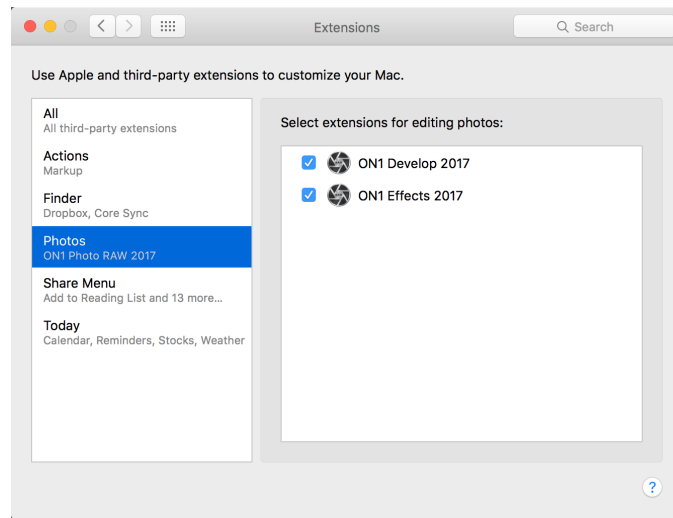 Extensions
Search
Use Apple and third-party extensions to customize your Mac.
All
All third-party extensions
Actions
Markup
Finder
Dropbox, Core Sync
Photos
ON1 Photo RAW 2017
Share Menu
Add to Reading List and 13 more...
Today
Calendar, Reminders, Stocks, Weather
Select extensions for editing photos:
ON1 Develop 2017
ON1 Effects 2017
?